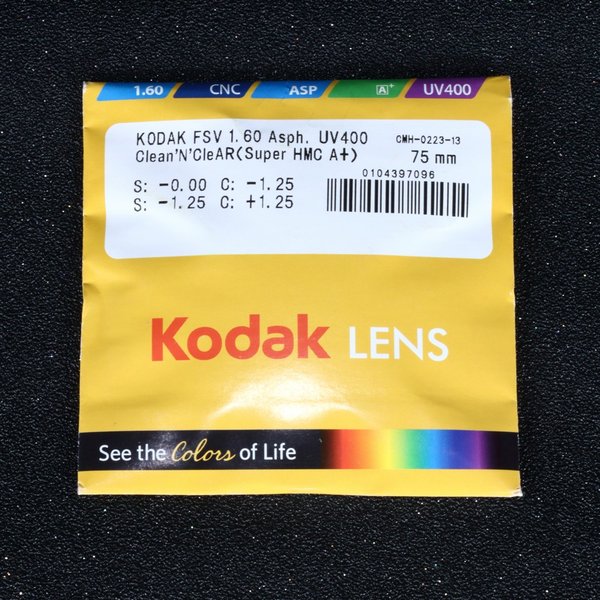 1.60 CNC ASP A+ UV400
KODAK FSV 1.60 Asph. UV400 CMH-0223-13
Clean'N'CleAR(Super HMC A+) 75 mm
0104397096
S: -0.00 C: -1.25
S: -1.25 C: +1.25
Kodak LENS
See the Colors of Life